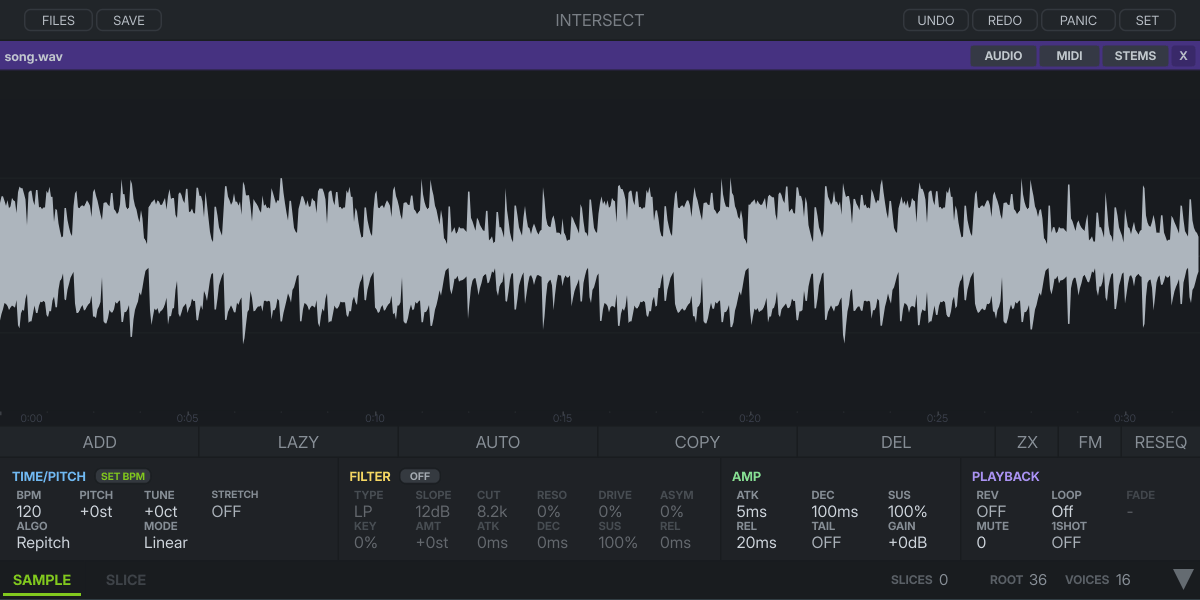 FILES SAVE INTERSECT UNDO REDO PANIC SET
song.wav AUDIO MIDI STEMS X
0:00 0:05 0:10 0:15 0:20 0:25 0:30
ADD LAZY AUTO COPY DEL ZX FM RESEQ
TIME/PITCH SET BPM FILTER OFF AMP PLAYBACK
BPM PITCH TUNE STRETCH TYPE SLOPE CUT RESO DRIVE ASYM ATK DEC SUS REV LOOP FADE
120 +0st +0ct OFF LP 12dB 8.2k 0% 0% 0% 5ms 100ms 100% OFF Off -
ALGO MODE KEY AMT ATK DEC SUS REL REL TAIL GAIN MUTE 1SHOT
Repitch Linear 0% +0st 0ms 0ms 100% 0ms 20ms OFF +0dB 0 OFF
SAMPLE SLICE SLICES 0 ROOT 36 VOICES 16